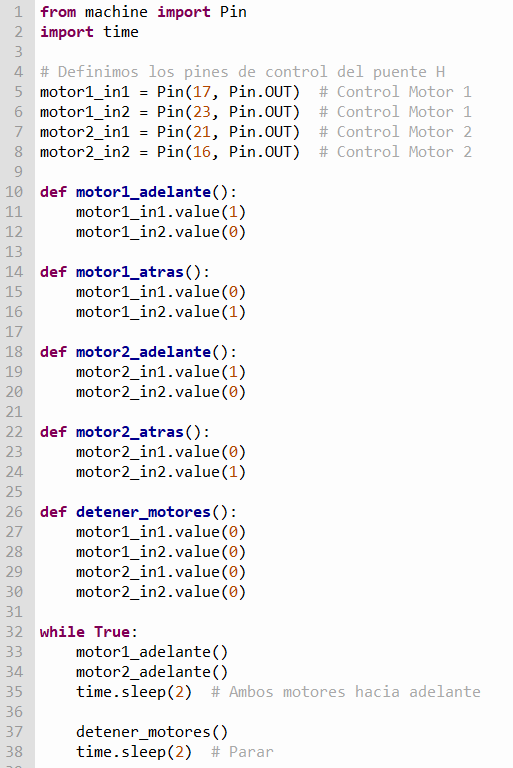 1 from machine import Pin
2 import time
3
4 # Definimos los pines de control del puente H
5 motor1_in1 = Pin(17, Pin.OUT)  # Control Motor 1
6 motor1_in2 = Pin(23, Pin.OUT)  # Control Motor 1
7 motor2_in1 = Pin(21, Pin.OUT)  # Control Motor 2
8 motor2_in2 = Pin(16, Pin.OUT)  # Control Motor 2
9
10 def motor1_adelante():
11     motor1_in1.value(1)
12     motor1_in2.value(0)
13
14 def motor1_atras():
15     motor1_in1.value(0)
16     motor1_in2.value(1)
17
18 def motor2_adelante():
19     motor2_in1.value(1)
20     motor2_in2.value(0)
21
22 def motor2_atras():
23     motor2_in1.value(0)
24     motor2_in2.value(1)
25
26 def detener_motores():
27     motor1_in1.value(0)
28     motor1_in2.value(0)
29     motor2_in1.value(0)
30     motor2_in2.value(0)
31
32 while True:
33     motor1_adelante()
34     motor2_adelante()
35     time.sleep(2)  # Ambos motores hacia adelante
36
37     detener_motores()
38     time.sleep(2)  # Parar